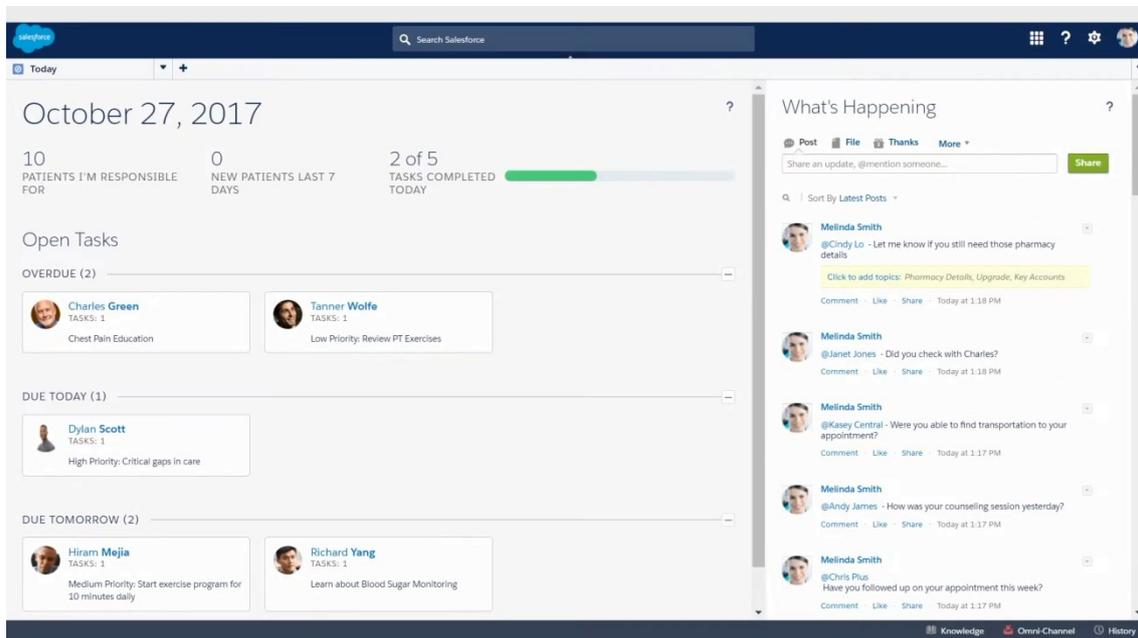 salesforce
Search Salesforce
?
Today
+
October 27, 2017
?
10
PATIENTS I'M RESPONSIBLE
FOR
0
NEW PATIENTS LAST 7
DAYS
2 of 5
TASKS COMPLETED
TODAY
Open Tasks
OVERDUE (2)
Charles Green
TASKS: 1
Chest Pain Education
Tanner Wolfe
TASKS: 1
Low Priority: Review PT Exercises
DUE TODAY (1)
Dylan Scott
TASKS: 1
High Priority: Critical gaps in care
DUE TOMORROW (2)
Hiram Mejia
TASKS: 1
Medium Priority: Start exercise program for
10 minutes daily
Richard Yang
TASKS: 1
Learn about Blood Sugar Monitoring
What's Happening
?
Post File Thanks More
Share an update, @mention someone...
Share
Sort By Latest Posts
Melinda Smith
@Cindy Lo - Let me know if you still need those pharmacy
details
Click to add topics: Pharmacy Details, Upgrade, Key Accounts
Comment · Like · Share · Today at 1:18 PM
Melinda Smith
@Janet Jones - Did you check with Charles?
Comment · Like · Share · Today at 1:18 PM
Melinda Smith
@Kasey Central - Were you able to find transportation to your
appointment?
Comment · Like · Share · Today at 1:17 PM
Melinda Smith
@Andy James - How was your counseling session yesterday?
Comment · Like · Share · Today at 1:17 PM
Melinda Smith
@Chris Plus
Have you followed up on your appointment this week?
Comment · Like · Share · Today at 1:17 PM
Knowledge Omni-Channel History